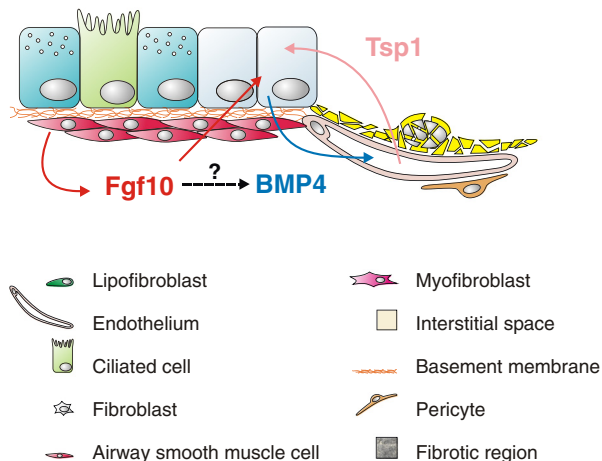 Tsp1
?
Fgf10 BMP4
Lipofibroblast Myofibroblast
Endothelium Interstitial space
Ciliated cell Basement membrane
Fibroblast Pericyte
Airway smooth muscle cell Fibrotic region